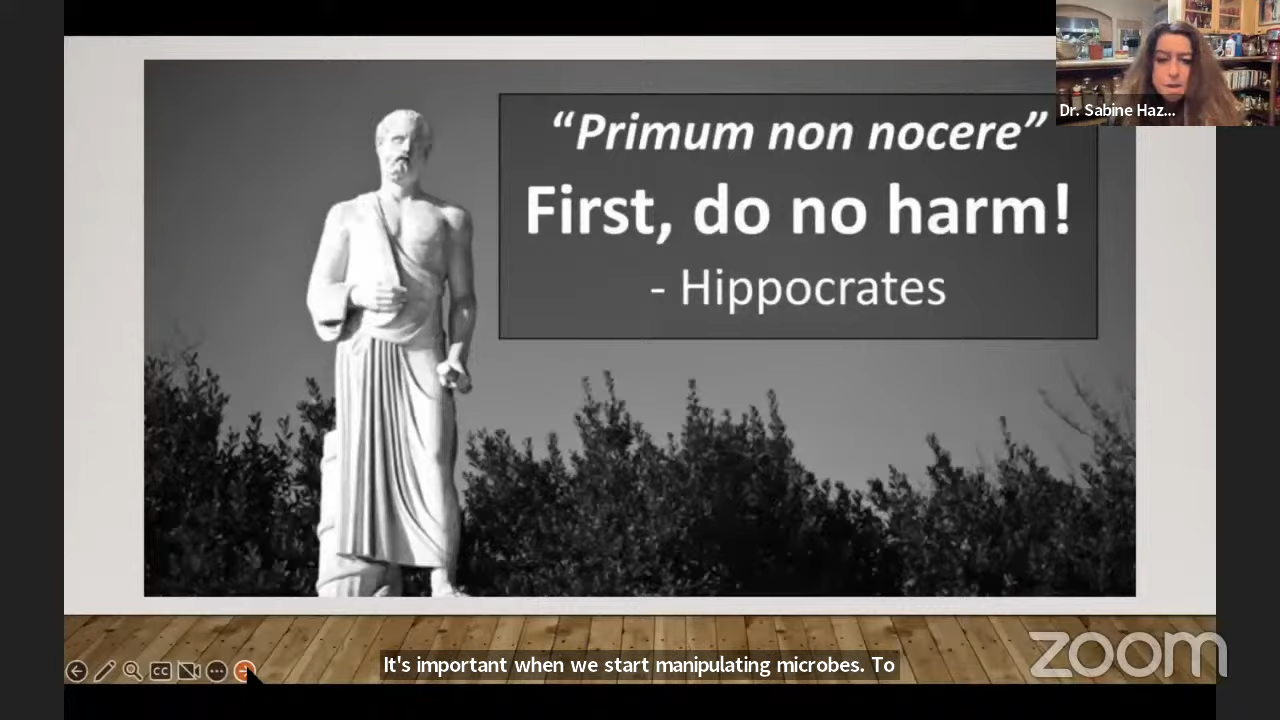 “Primum non nocere”
First, do no harm!
- Hippocrates
Dr. Sabine Haz...
CC
It's important when we start manipulating microbes. To
zoom